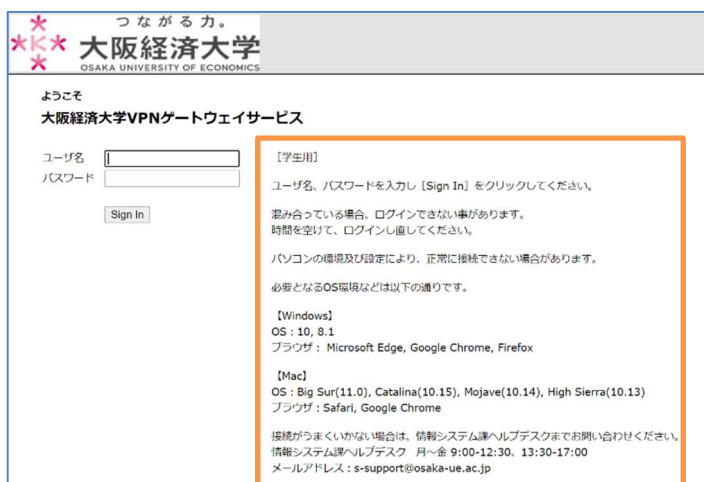 つながる力。
大阪経済大学
OSAKA UNIVERSITY OF ECONOMICS
ようこそ
大阪経済大学VPNゲートウェイサービス
ユーザ名
パスワード
Sign In
[学生用]
ユーザ名、パスワードを入力し [Sign In] をクリックしてください。
混み合っている場合、ログインできない事があります。
時間を空けて、ログインし直してください。
パソコンの環境及び設定により、正常に接続できない場合があります。
必要となるOS環境などは以下の通りです。
【Windows】
OS : 10, 8.1
ブラウザ : Microsoft Edge, Google Chrome, Firefox
【Mac】
OS : Big Sur(11.0), Catalina(10.15), Mojave(10.14), High Sierra(10.13)
ブラウザ : Safari, Google Chrome
接続がうまくいかない場合は、情報システム課ヘルプデスクまでお問い合わせください。
情報システム課ヘルプデスク 月～金 9:00-12:30、13:30-17:00
メールアドレス : s-support@osaka-ue.ac.jp